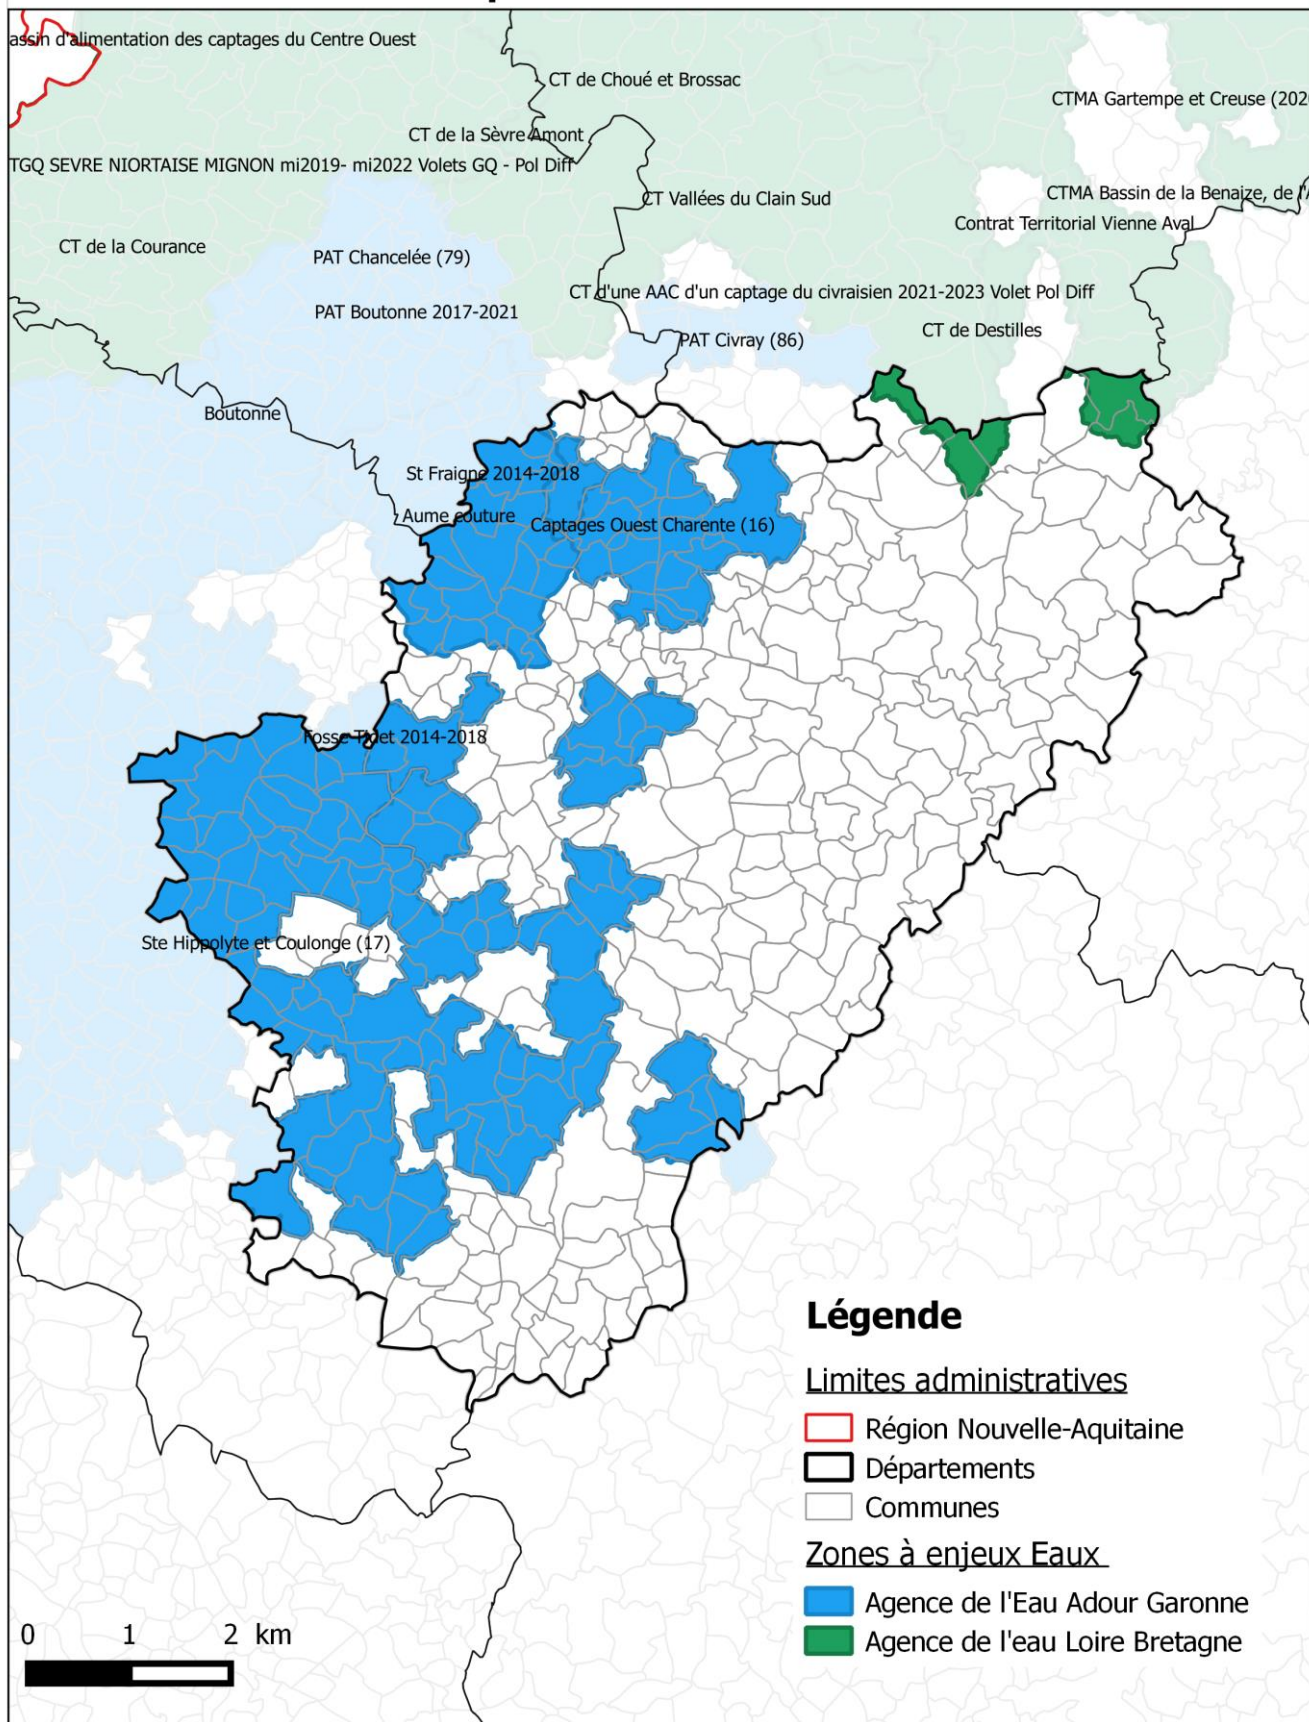 assin d'alimentation des captages du Centre Ouest
CT de Choué et Brossac
CTMA Gartempe et Creuse (202
CT de la Sèvre Amont
TGQ SEVRE NIORTAISE MIGNON mi2019- mi2022 Volets GQ - Pol Diff
CTMA Bassin de la Benaize, de l'A
CT Vallées du Clain Sud
Contrat Territorial Vienne Aval
CT de la Courance
PAT Chancelée (79)
CT d'une AAC d'un captage du civraisien 2021-2023 Volet Pol Diff
PAT Boutonne 2017-2021
CT de Destilles
PAT Civray (86)
Boutonne
St Fraigne 2014-2018
Aume couture
Captages Ouest Charente (16)
Fosse Tidet 2014-2018
Ste Hippolyte et Coulonge (17)
Légende
Limites administratives
Région Nouvelle-Aquitaine
Départements
Communes
Zones à enjeux Eaux
Agence de l'Eau Adour Garonne
Agence de l'eau Loire Bretagne
0 1 2 km